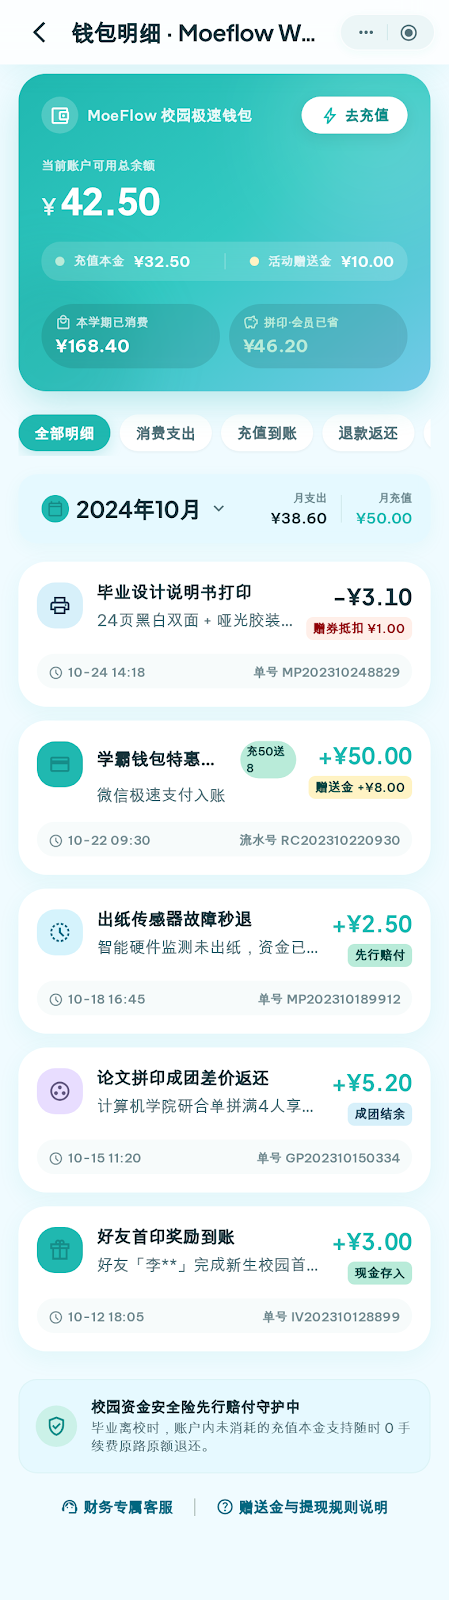 钱包明细 · Moeflow W...
MoeFlow 校园极速钱包
去充值
当前账户可用总余额
¥ 42.50
充值本金 ¥32.50
活动赠送金 ¥10.00
本学期已消费
¥168.40
拼印·会员已省
¥46.20
全部明细
消费支出
充值到账
退款返还
2024年10月
月支出
¥38.60
月充值
¥50.00
毕业设计说明书打印
-¥3.10
24页黑白双面 + 哑光胶装...
赠券抵扣 ¥1.00
10-24 14:18
单号 MP202310248829
学霸钱包特惠...
充50送
8
+¥50.00
微信极速支付入账
赠送金 +¥8.00
10-22 09:30
流水号 RC202310220930
出纸传感器故障秒退
+¥2.50
智能硬件监测未出纸，资金已...
先行赔付
10-18 16:45
单号 MP202310189912
论文拼印成团差价返还
+¥5.20
计算机学院研合单拼满4人享...
成团结余
10-15 11:20
单号 GP202310150334
好友首印奖励到账
+¥3.00
好友「李**」完成新生校园首...
现金存入
10-12 18:05
单号 IV202310128899
校园资金安全险先行赔付守护中
毕业离校时，账户内未消耗的充值本金支持随时 0 手
续费原路原额退还。
财务专属客服
赠送金与提现规则说明